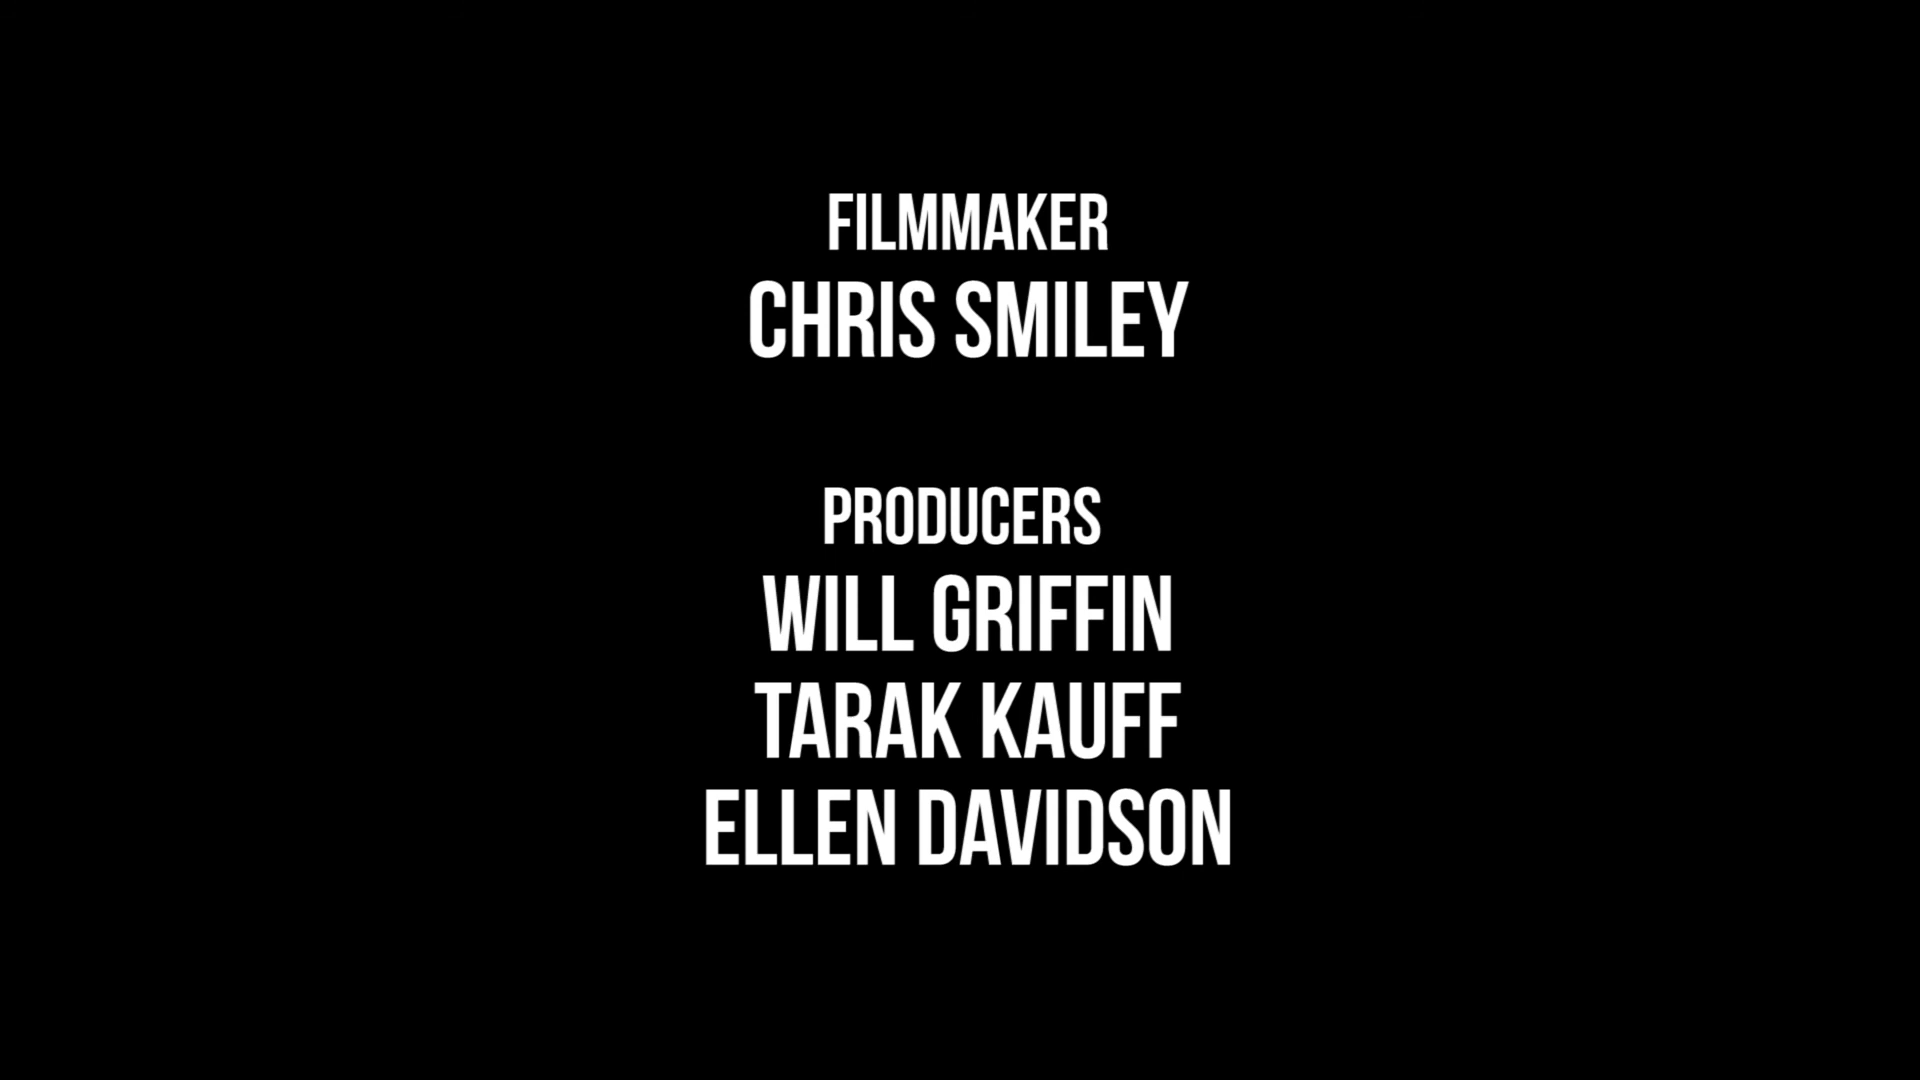 FILMMAKER
CHRIS SMILEY
PRODUCERS
WILL GRIFFIN
TARAK KAUFF
ELLEN DAVIDSON